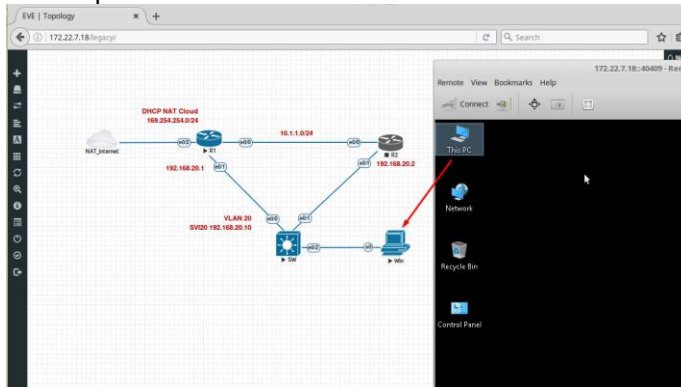 EVE | Topology
172.22.7.18/legacy/
Search
172.22.7.18::40409 - Re
Remote View Bookmarks Help
Connect
This PC
Network
Recycle Bin
Control Panel
DHCP NAT Cloud
169.254.254.0/24
NAT_Internet
e0/2
R1
e0/0
10.1.1.0/24
e0/0
R2
192.168.20.1
e0/1
e0/1
192.168.20.2
VLAN 20
SVI20 192.168.20.10
e0/0
e0/1
SW
e0/2
e0
Win